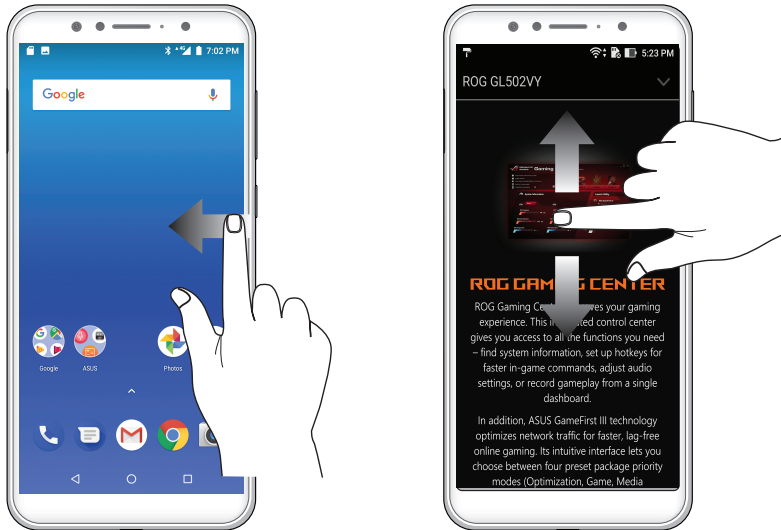 7:02 PM
Google
Google
ASUS
Photos
5:23 PM
ROG GL502VY
Gaming
ROG GAM G CENTER
ROG Gaming Ce es your gaming
experience. This in ted control center
gives you access to all the functions you need
– find system information, set up hotkeys for
faster in-game commands, adjust audio
settings, or record gameplay from a single
dashboard.
In addition, ASUS GameFirst III technology
optimizes network traffic for faster, lag-free
online gaming. Its intuitive interface lets you
choose between four preset package priority
modes (Optimization, Game, Media